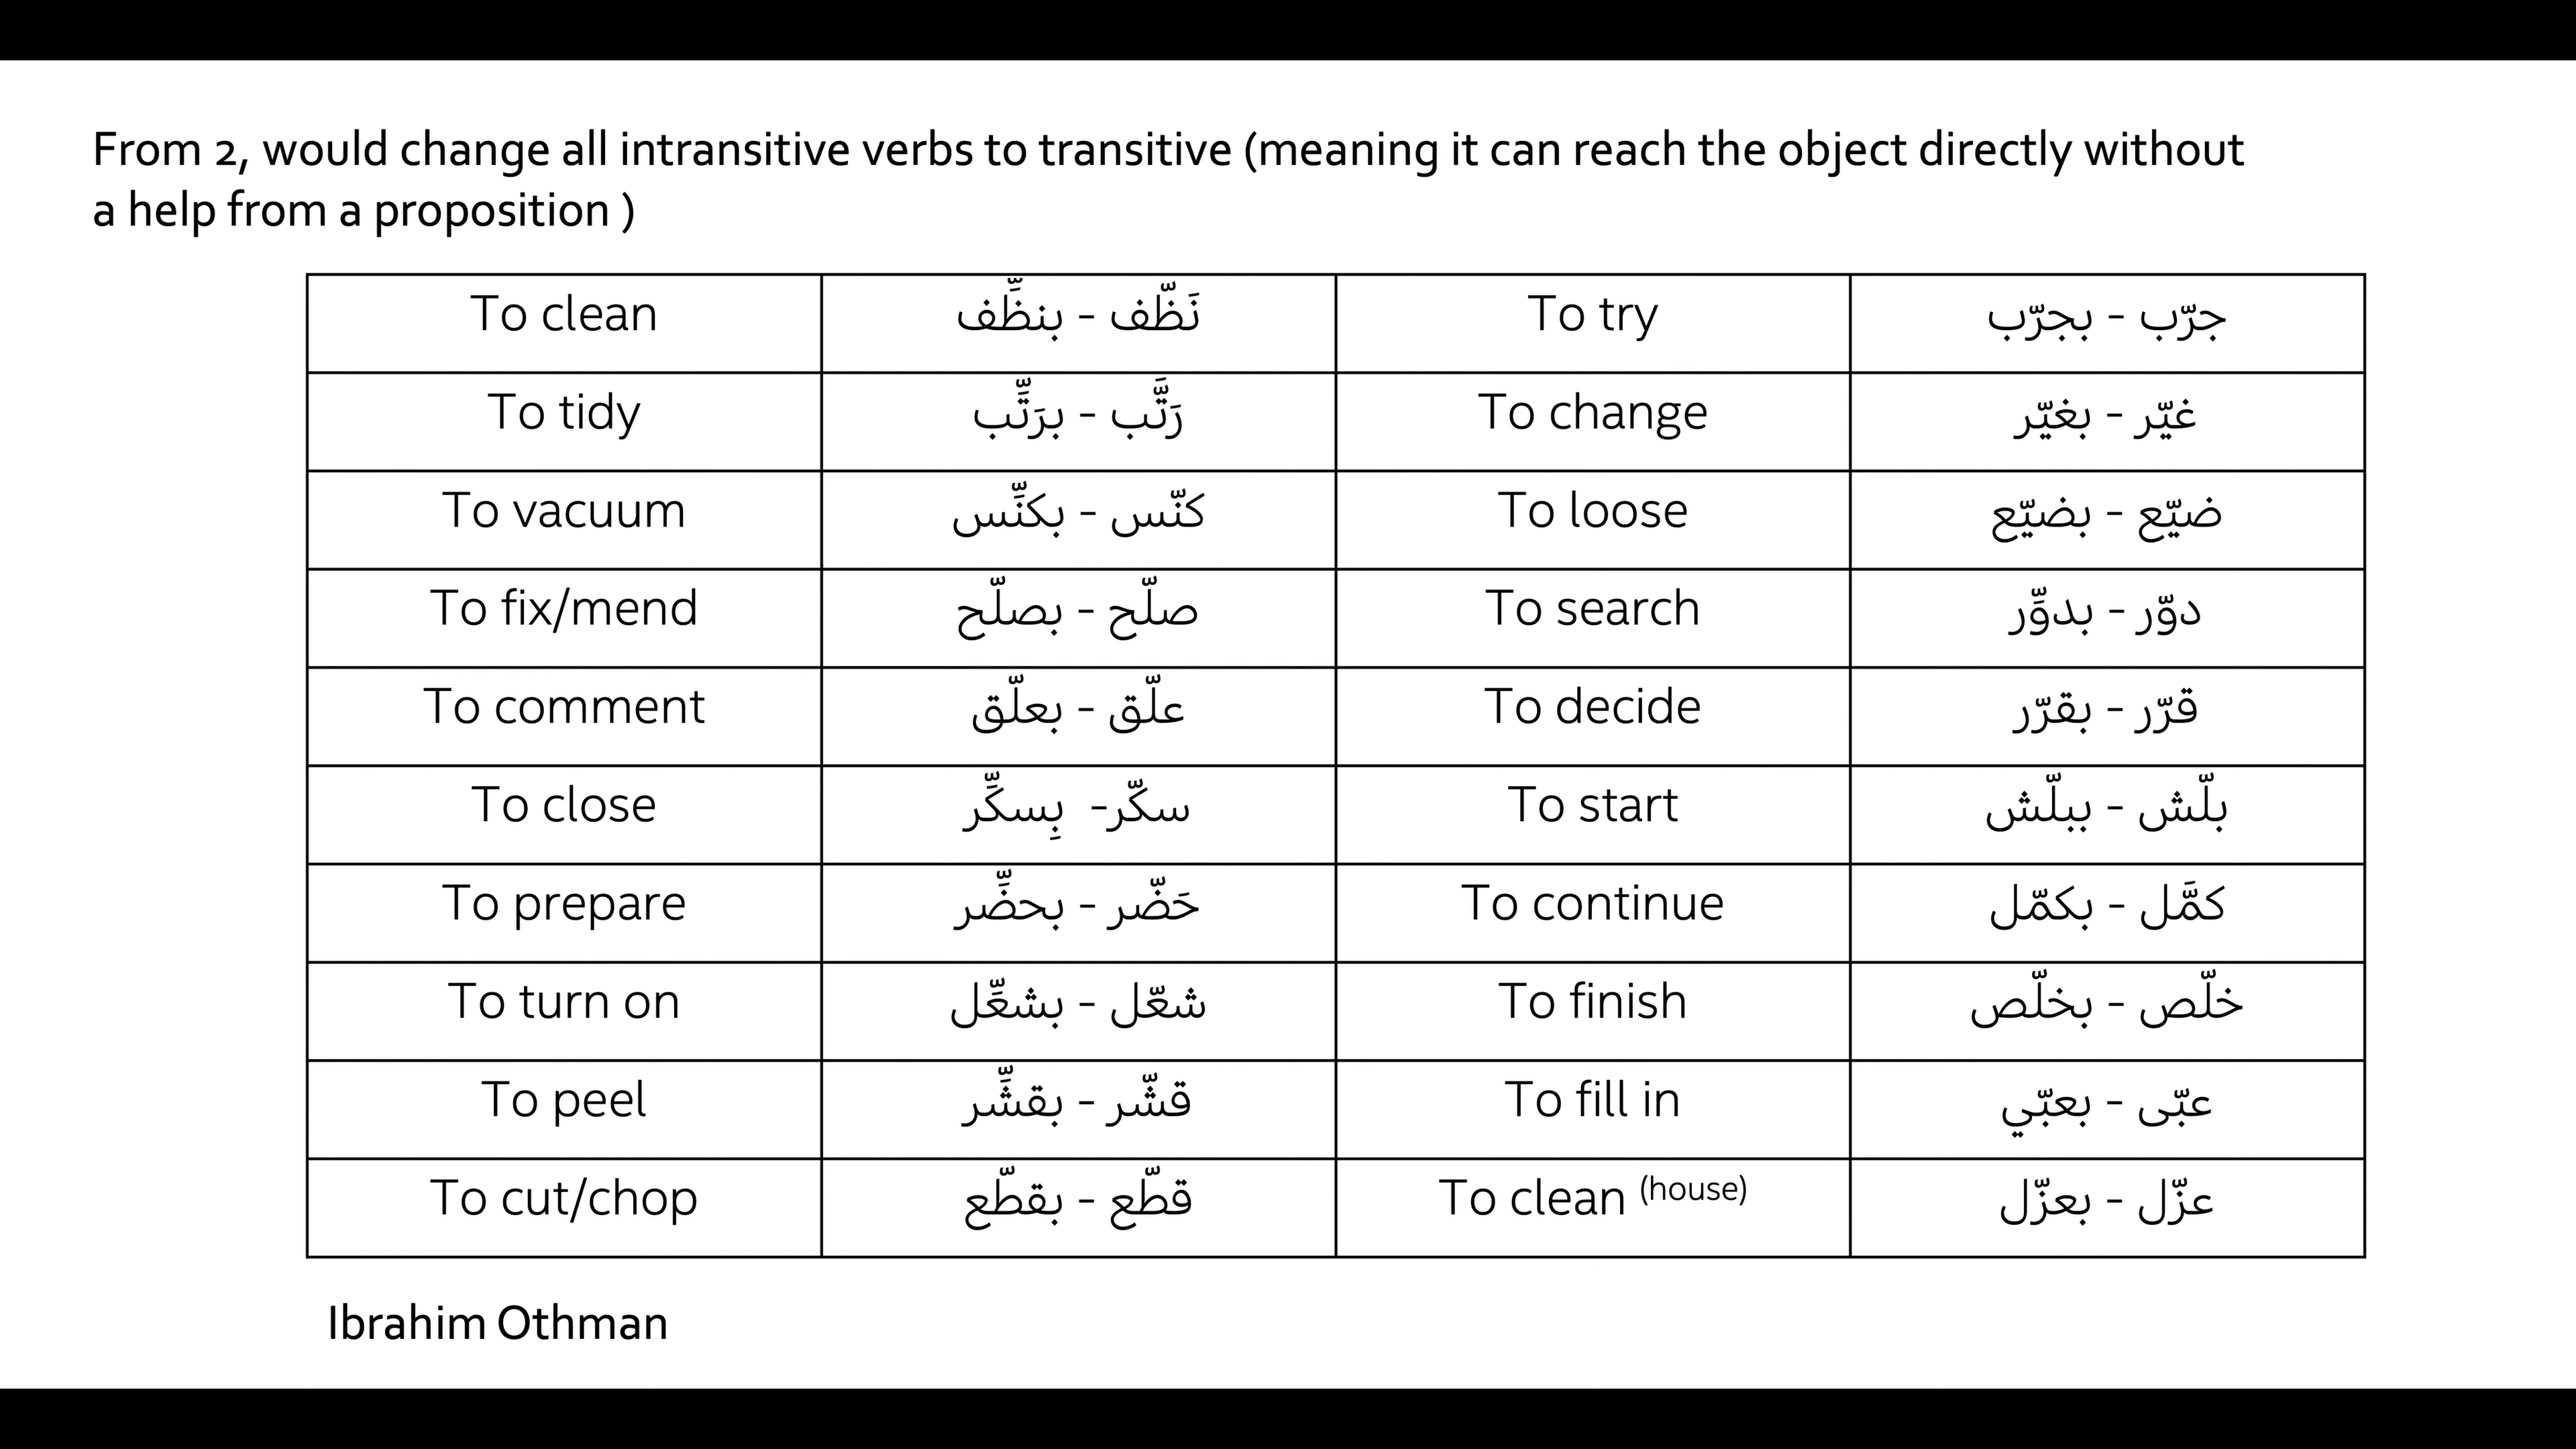 From 2, would change all intransitive verbs to transitive (meaning it can reach the object directly without
a help from a proposition )
To clean نَظّف - بنظِّف To try جرّب - بجرّب
To tidy رَتَّب - برَتِّب To change غيّر - بغيّر
To vacuum كنّس - بكنِّس To loose ضيّع - بضيّع
To fix/mend صلّح - بصلّح To search دوّر - بدوِّر
To comment علّق - بعلّق To decide قرّر - بقرّر
To close سكّر- بِسكِّر To start بلّش - ببلّش
To prepare حَضّر - بحضِّر To continue كمَّل - بكمّل
To turn on شعّل - بشعِّل To finish خلّص - بخلّص
To peel قشّر - بقشِّر To fill in عبّى - بعبّي
To cut/chop قطّع - بقطّع To clean (house) عزّل - بعزّل
Ibrahim Othman